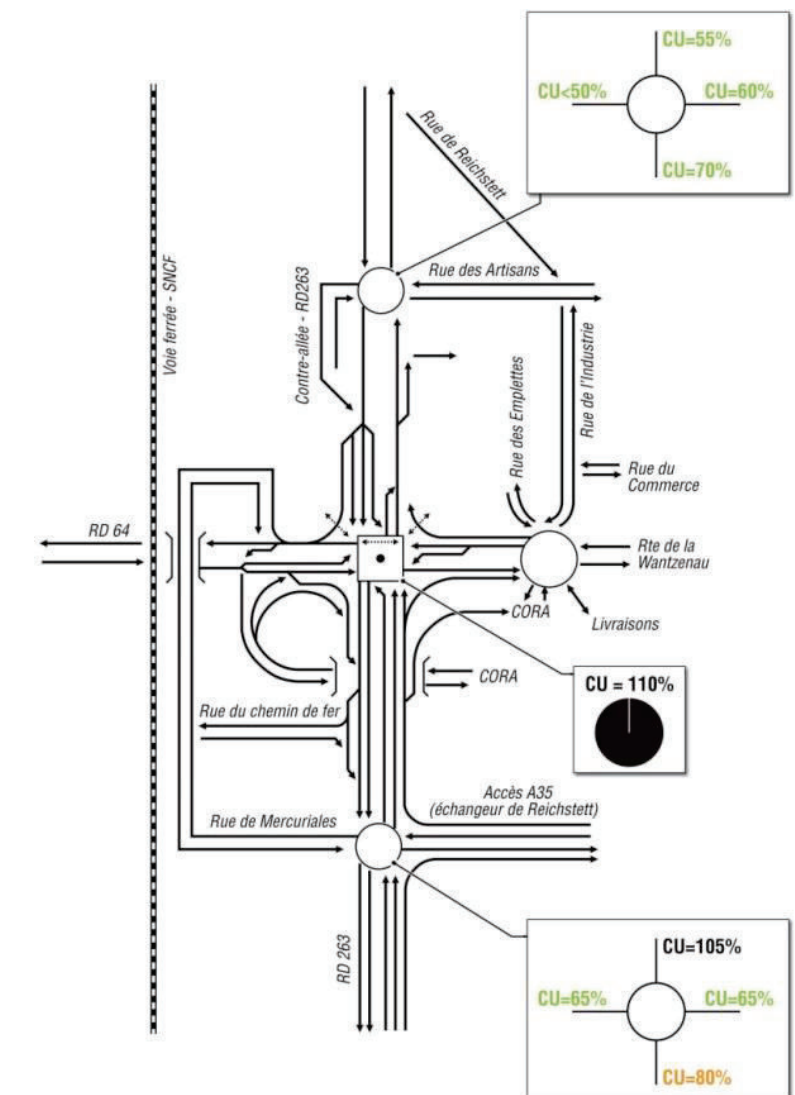 CU=55%
CU<50%
CU=60%
CU=70%
Rue de Reichstett
Voie ferrée - SNCF
Contre-allée - RD263
Rue des Artisans
Rue des Emplettes
Rue de l'Industrie
Rue du
Commerce
RD 64
Rte de la
Wantzenau
CORA
Livraisons
CORA
CU = 110%
Rue du chemin de fer
Accès A35
(échangeur de Reichstett)
Rue de Mercuriales
RD 263
CU=105%
CU=65%
CU=65%
CU=80%